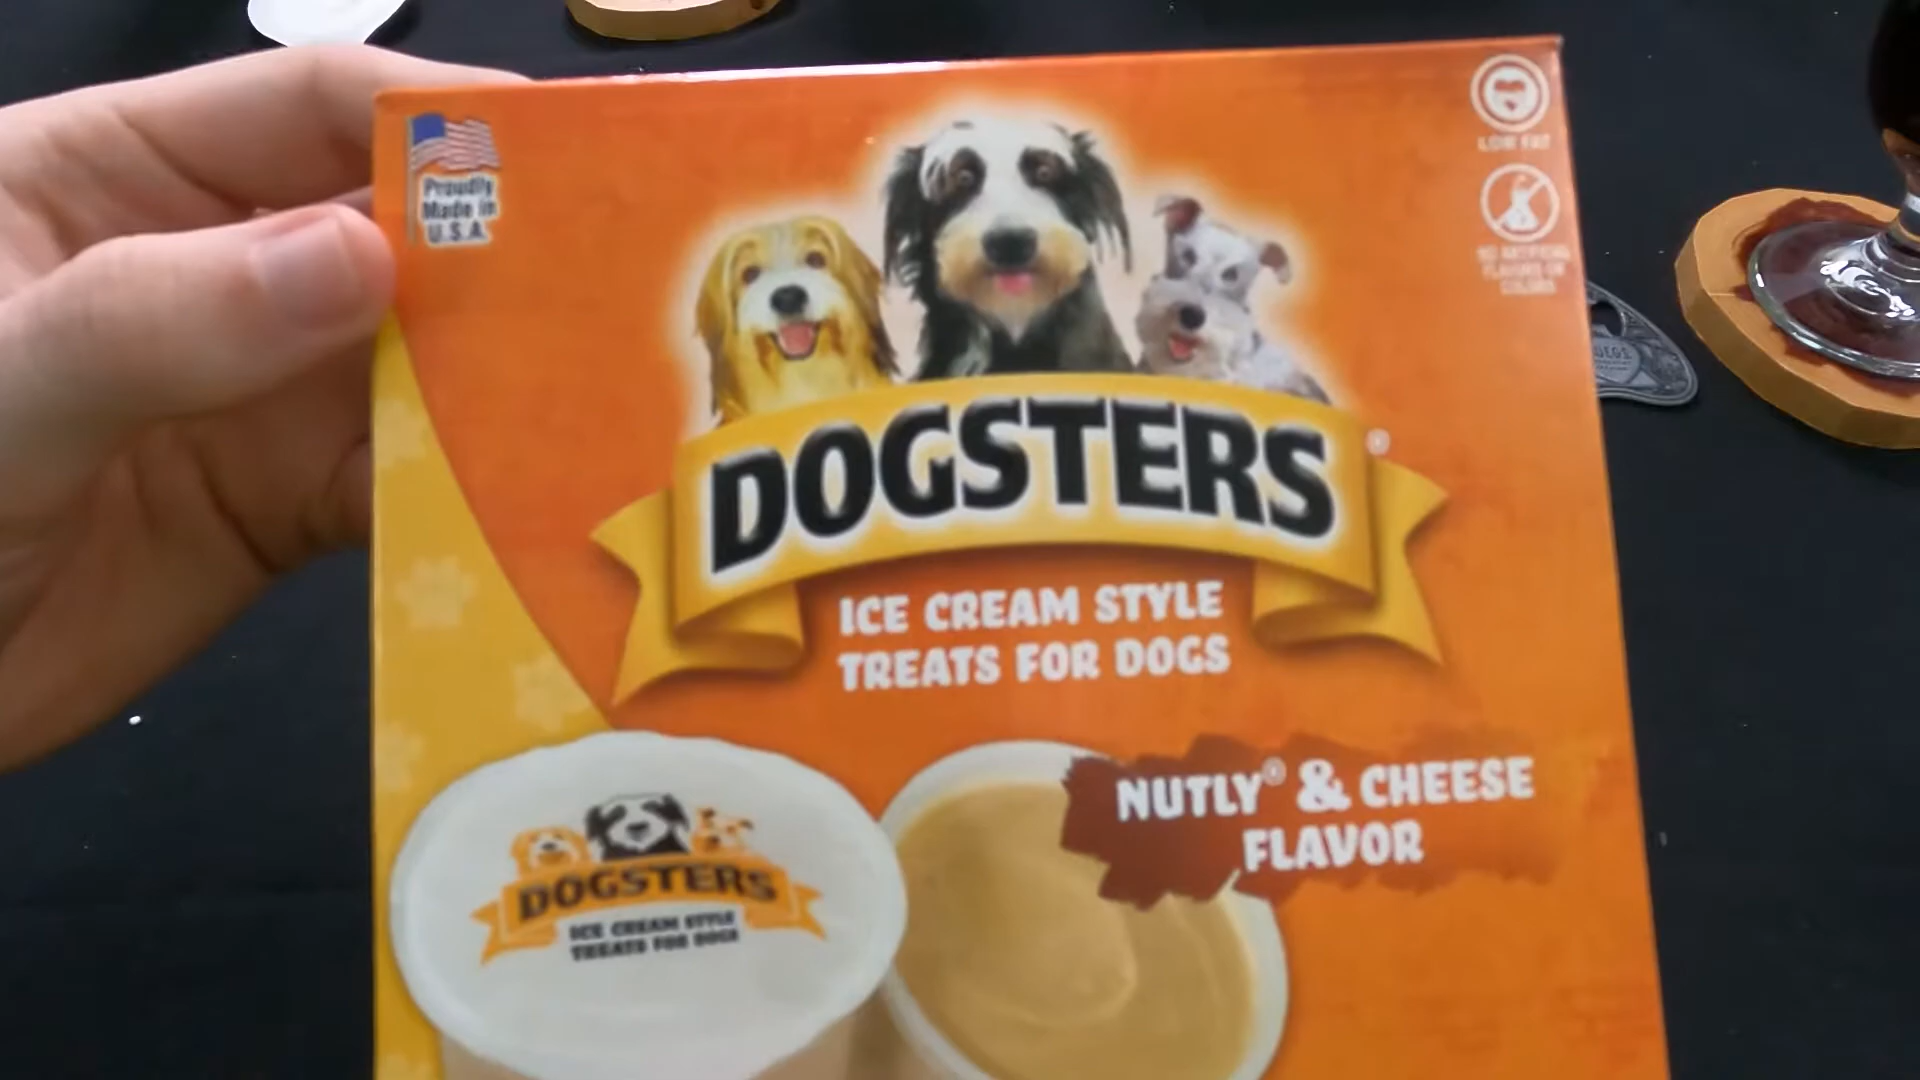 Proudly
Made in
U.S.A.
LOW FAT
NO ARTIFICIAL
FLAVORS OR
COLORS
DOGSTERS®
ICE CREAM STYLE
TREATS FOR DOGS
NUTLY® & CHEESE
FLAVOR
DOGSTERS
ICE CREAM STYLE
TREATS FOR DOGS